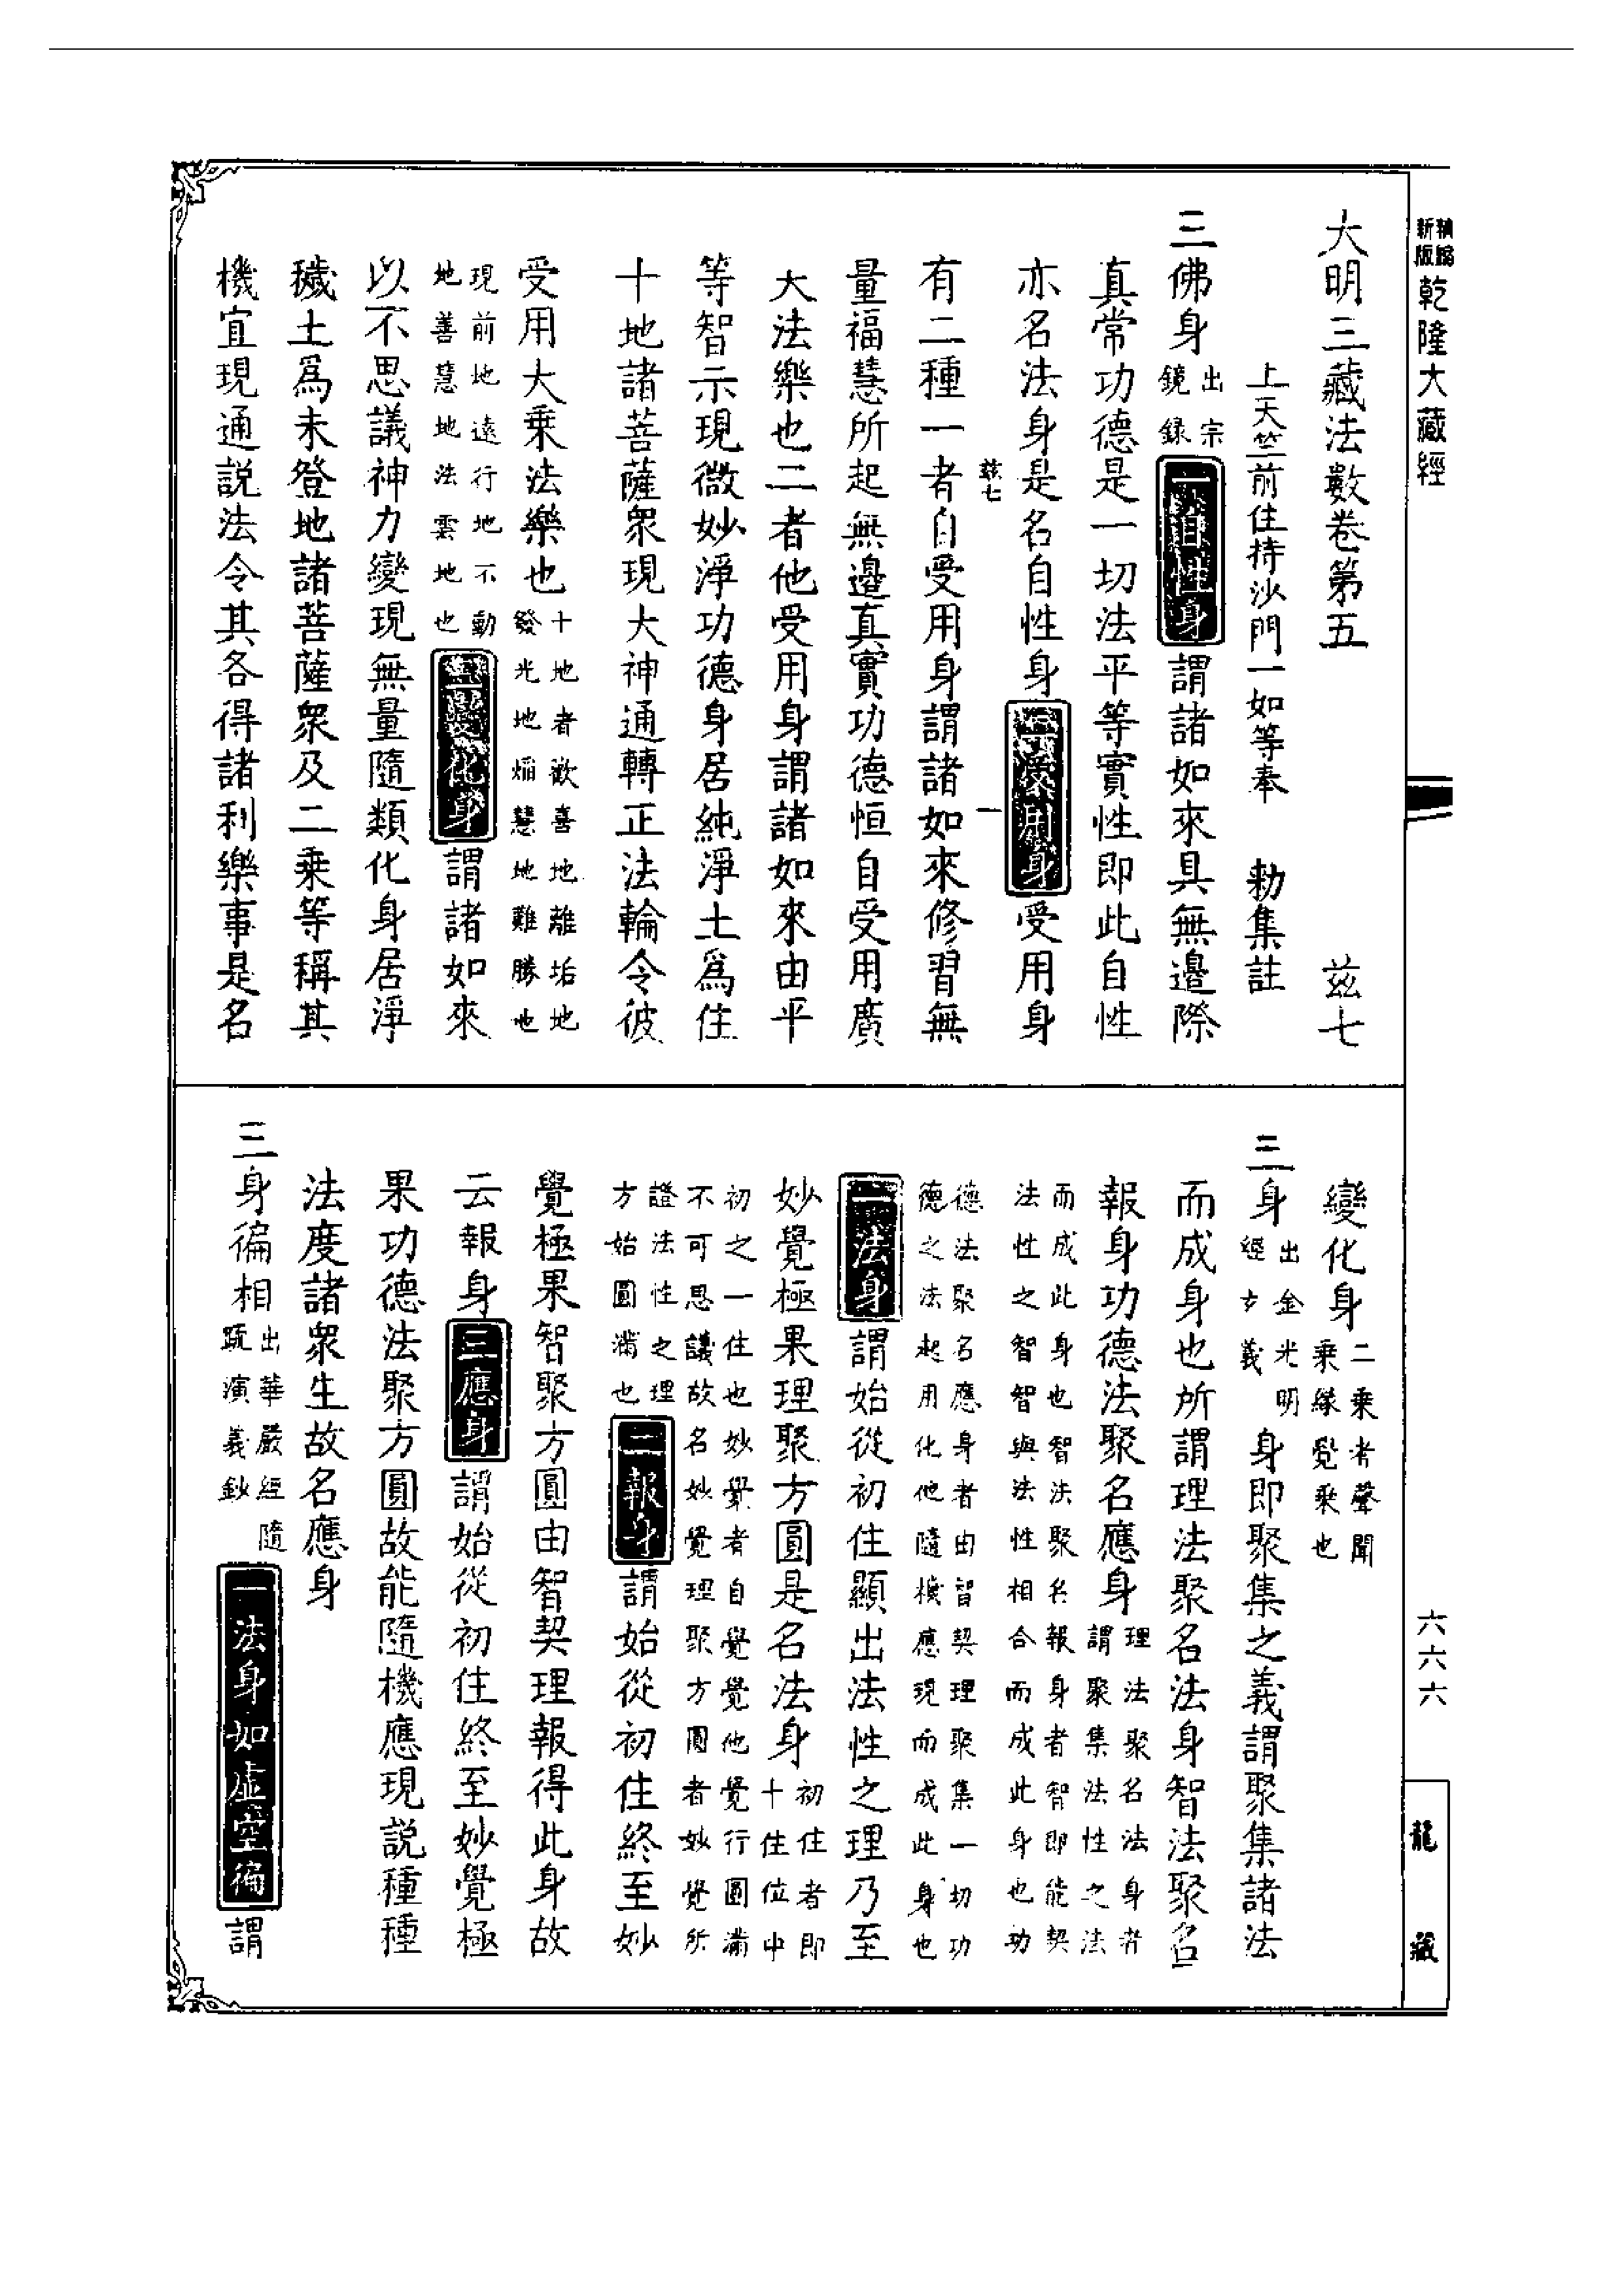 新版
乾隆大藏經
大明三藏法數卷第五　茲七
上天竺前住持沙門一如等奉　勅集註
三佛身出宗鏡錄一自性身謂諸如來具無邊際
真常功德是一切法平等實性即此自性
亦名法身是名自性身二受用身受用身
茲七　一
有二種一者自受用身謂諸如來修習無
量福慧所起無邊真實功德恒自受用廣
大法樂也二者他受用身謂諸如來由平
等智示現微妙淨功德身居純淨土爲住
十地諸菩薩衆現大神通轉正法輪令彼
受用大乘法樂也十地者歡喜地離垢地發光地焰慧地難勝地
現前地遠行地不動地善慧地法雲地也三變化身謂諸如來
以不思議神力變現無量隨類化身居淨
穢土爲未登地諸菩薩衆及二乘等稱其
機宜現通説法令其各得諸利樂事是名
變化身二乘者聲聞乘緣覺乘也
三身出金光明經玄義身即聚集之義謂聚集諸法
而成身也所謂理法聚名法身智法聚名
報身功德法聚名應身理法聚名法身者謂聚集法性之法
而成此身也智法聚名報身者智即能契法性之智智與法性相合而成此身也功
德法聚名應身者由智契理聚集一切功德之法起用化他隨機應現而成此身也
一法身謂始從初住顯出法性之理乃至
妙覺極果理聚方圓是名法身初住者即十住位中
初之一住也妙覺者自覺覺他覺行圓滿不可思議故名妙覺理聚方圓者妙覺所
證法性之理方始圓滿也二報身謂始從初住終至妙
覺極果智聚方圓由智契理報得此身故
云報身三應身謂始從初住終至妙覺極
果功德法聚方圓故能隨機應現説種種
法度諸衆生故名應身
三身徧相出華嚴經隨疏演義鈔一法身如虛空徧謂
六六六
龍藏